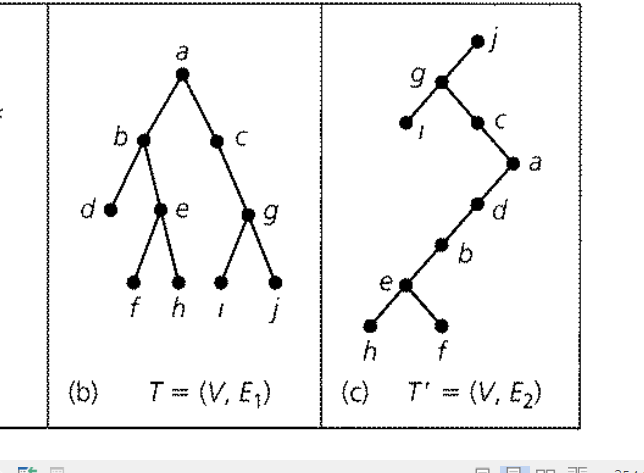 a
b c
d e g
f h ı j
(b) T = (V, E₁)
j
g
ı c
a
d
b
e
h f
(c) T' = (V, E₂)